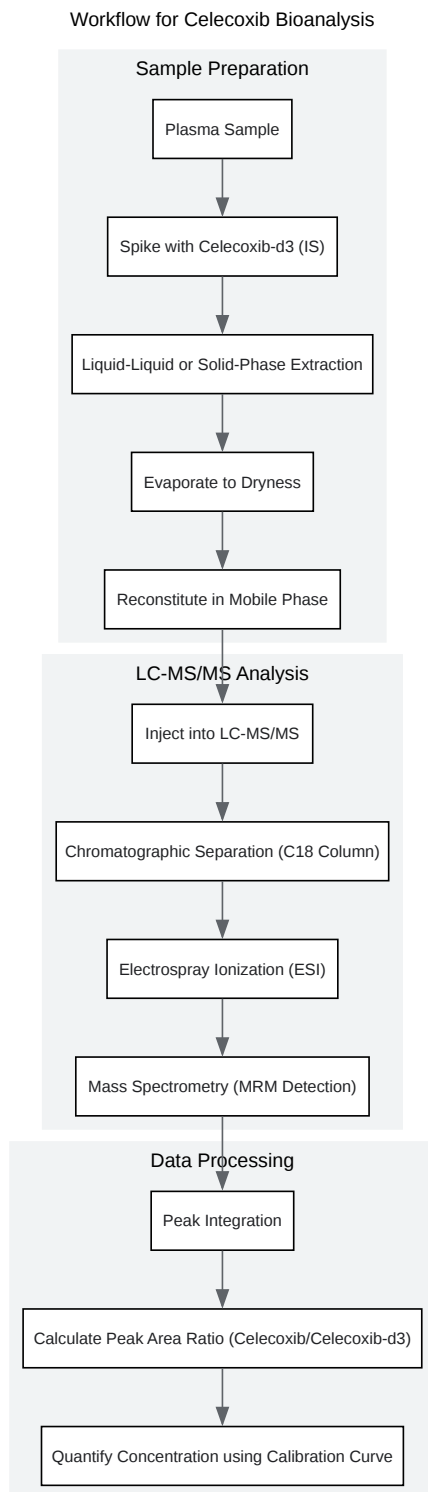 Workflow for Celecoxib Bioanalysis
Sample Preparation
Plasma Sample
Spike with Celecoxib-d3 (IS)
Liquid-Liquid or Solid-Phase Extraction
Evaporate to Dryness
Reconstitute in Mobile Phase
LC-MS/MS Analysis
Inject into LC-MS/MS
Chromatographic Separation (C18 Column)
Electrospray Ionization (ESI)
Mass Spectrometry (MRM Detection)
Data Processing
Peak Integration
Calculate Peak Area Ratio (Celecoxib/Celecoxib-d3)
Quantify Concentration using Calibration Curve